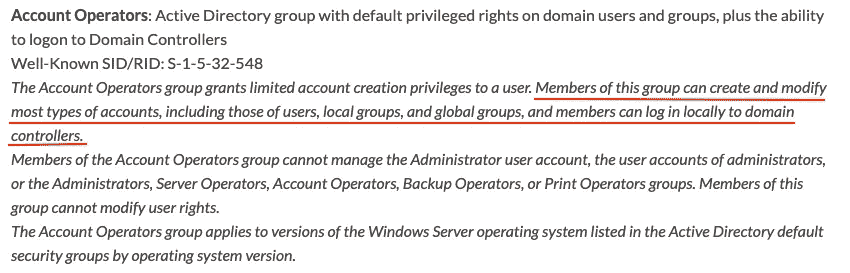 Account Operators: Active Directory group with default privileged rights on domain users and groups, plus the ability
to logon to Domain Controllers
Well-Known SID/RID: S-1-5-32-548
The Account Operators group grants limited account creation privileges to a user. Members of this group can create and modify
most types of accounts, including those of users, local groups, and global groups, and members can log in locally to domain
controllers.
Members of the Account Operators group cannot manage the Administrator user account, the user accounts of administrators,
or the Administrators, Server Operators, Account Operators, Backup Operators, or Print Operators groups. Members of this
group cannot modify user rights.
The Account Operators group applies to versions of the Windows Server operating system listed in the Active Directory default
security groups by operating system version.